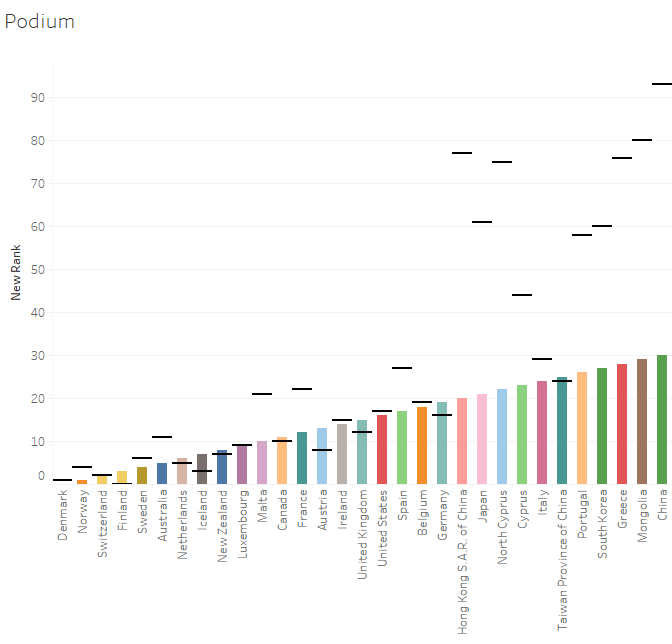 Podium
New Rank
90
80
70
60
50
40
30
20
10
0
Denmark
Norway
Switzerland
Finland
Sweden
Australia
Netherlands
Iceland
New Zealand
Luxembourg
Malta
Canada
France
Austria
Ireland
United Kingdom
United States
Spain
Belgium
Germany
Hong Kong S.A.R. of China
Japan
North Cyprus
Cyprus
Italy
Taiwan Province of China
Portugal
South Korea
Greece
Mongolia
China